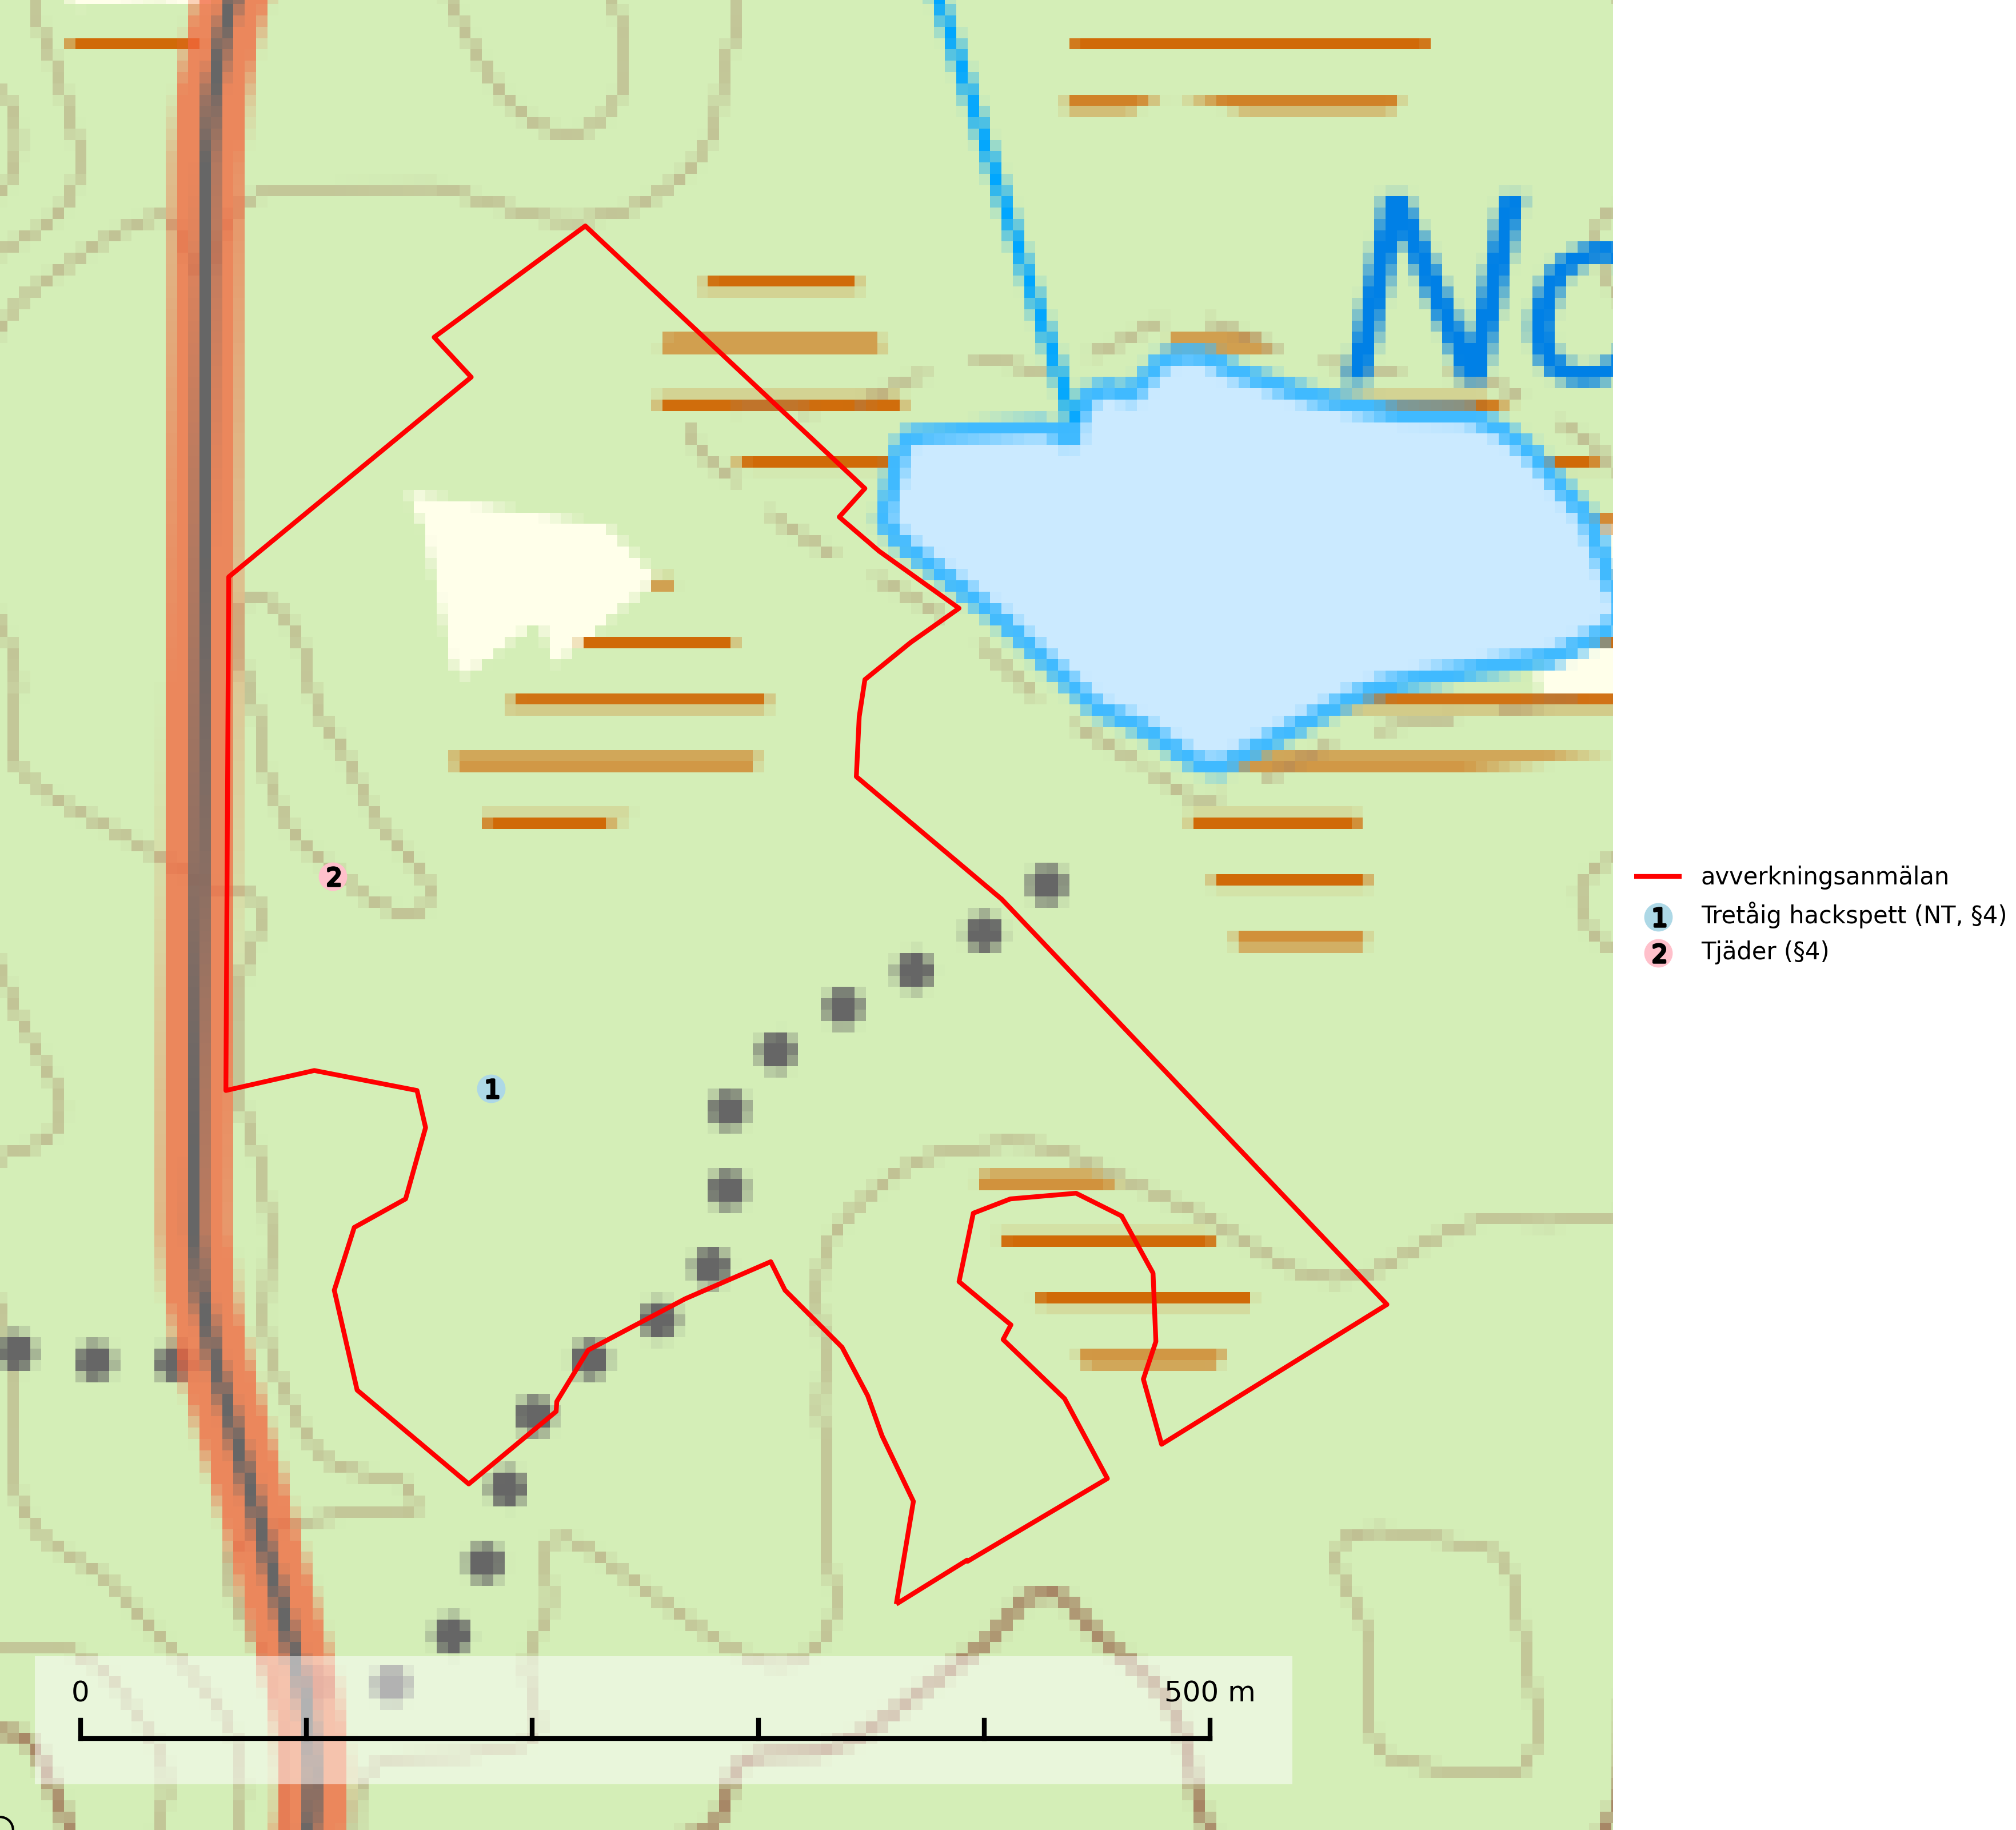 No
avverkningsanmälan
1 Tretåig hackspett (NT, §4)
2 Tjäder (§4)
2
1
0 500 m